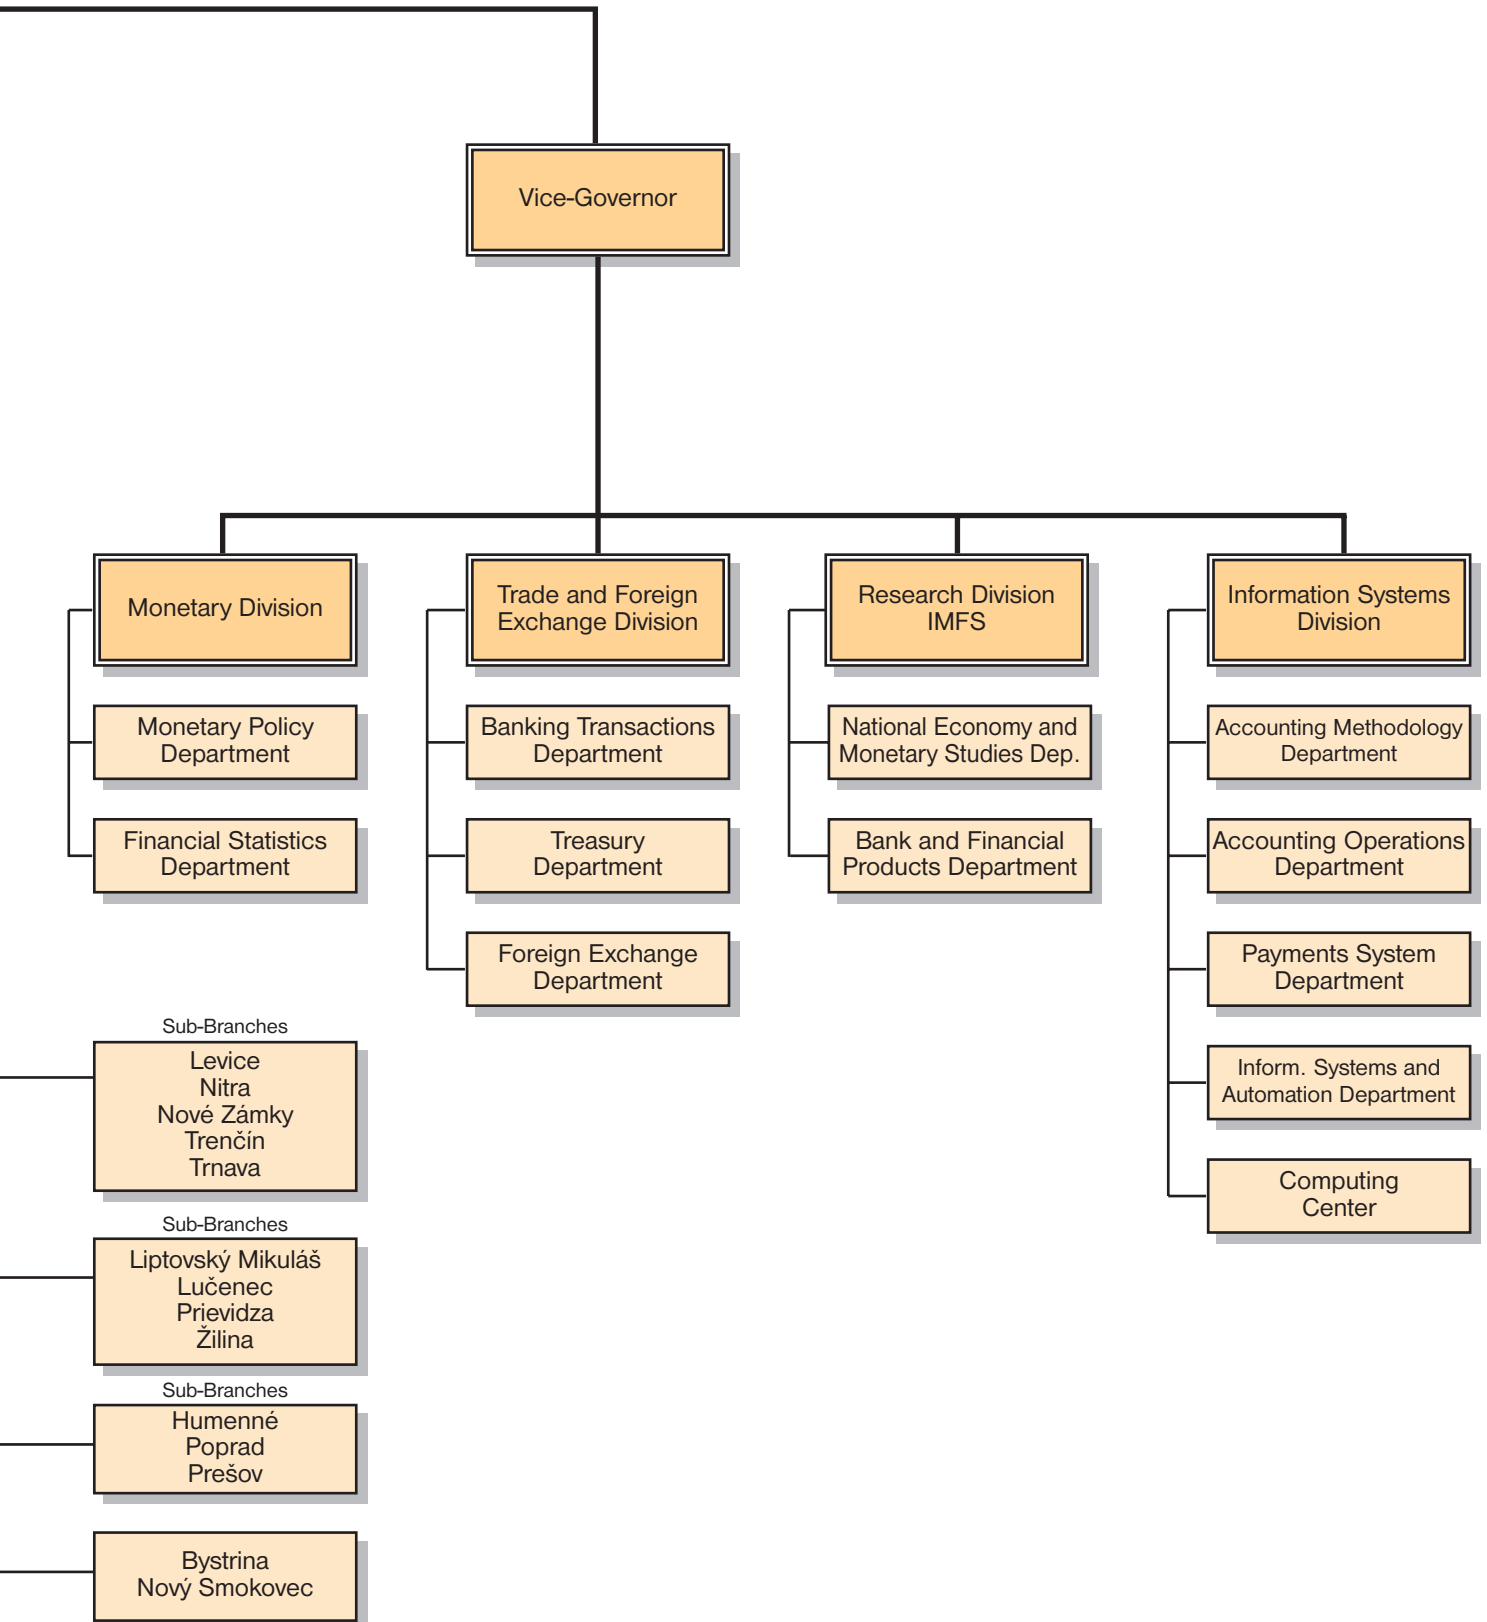 Vice-Governor
Monetary Division
Trade and Foreign
Exchange Division
Research Division
IMFS
Information Systems
Division
Monetary Policy
Department
Financial Statistics
Department
Banking Transactions
Department
Treasury
Department
Foreign Exchange
Department
National Economy and
Monetary Studies Dep.
Bank and Financial
Products Department
Accounting Methodology
Department
Accounting Operations
Department
Payments System
Department
Inform. Systems and
Automation Department
Computing
Center
Sub-Branches
Levice
Nitra
Nové Zámky
Trenčín
Trnava
Sub-Branches
Liptovský Mikuláš
Lučenec
Prievidza
Žilina
Sub-Branches
Humenné
Poprad
Prešov
Bystrina
Nový Smokovec